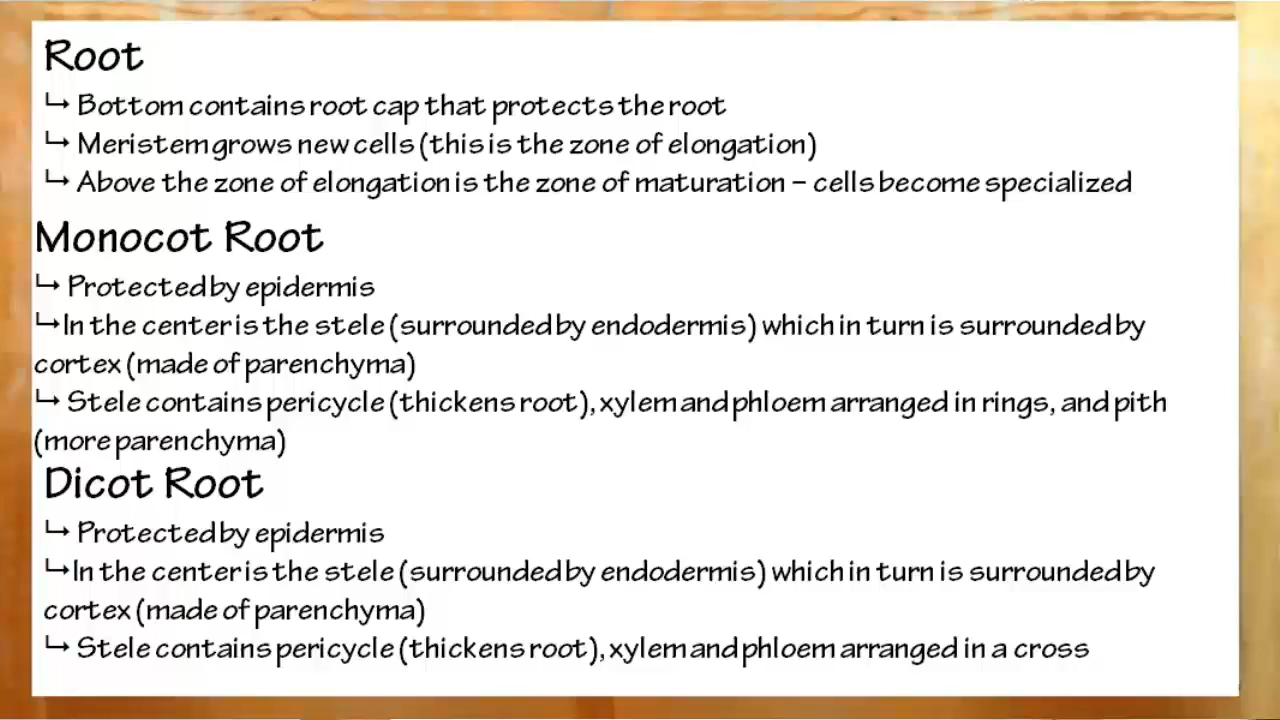 Root
↳ Bottom contains root cap that protects the root
↳ Meristem grows new cells (this is the zone of elongation)
↳ Above the zone of elongation is the zone of maturation – cells become specialized
Monocot Root
↳ Protected by epidermis
↳In the center is the stele (surrounded by endodermis) which in turn is surrounded by
cortex (made of parenchyma)
↳ Stele contains pericycle (thickens root), xylem and phloem arranged in rings, and pith
(more parenchyma)
Dicot Root
↳ Protected by epidermis
↳In the center is the stele (surrounded by endodermis) which in turn is surrounded by
cortex (made of parenchyma)
↳ Stele contains pericycle (thickens root), xylem and phloem arranged in a cross